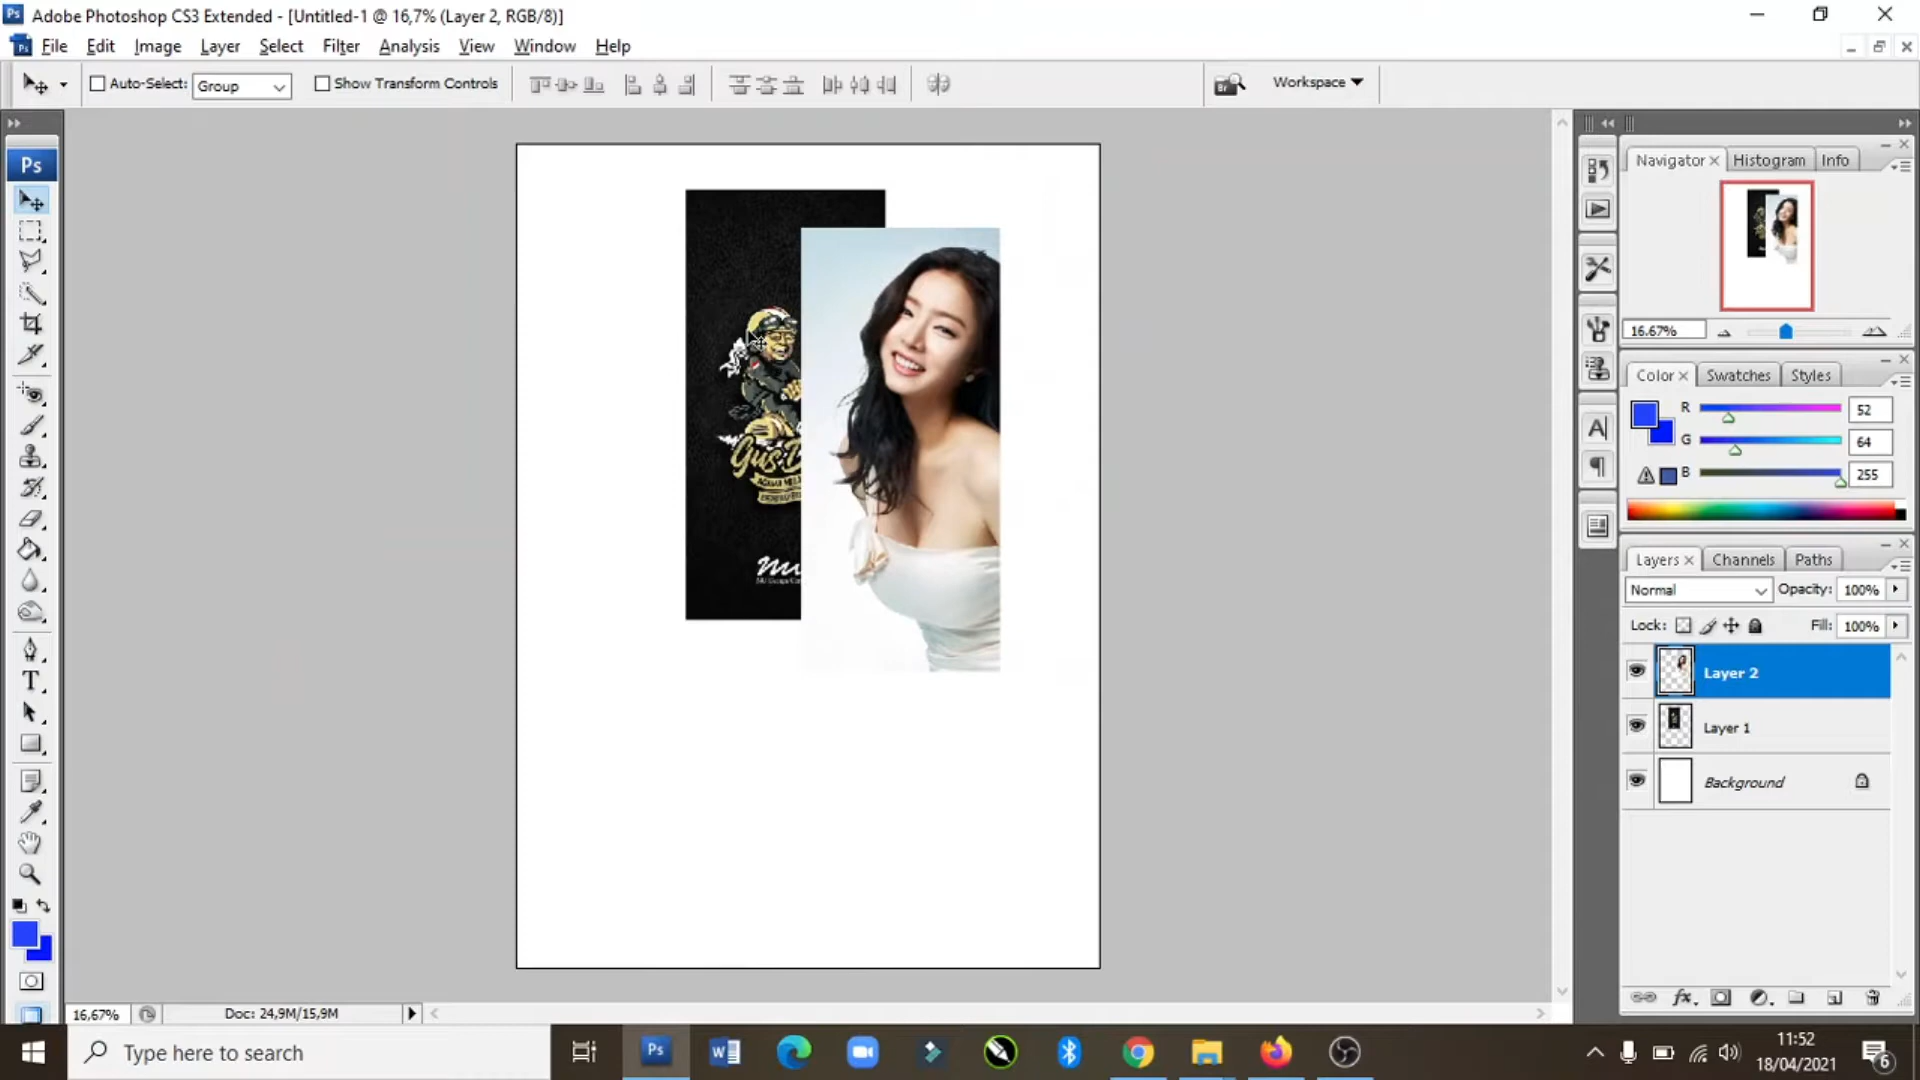 Adobe Photoshop CS3 Extended - [Untitled-1 @ 16,7% (Layer 2, RGB/8)]
File Edit Image Layer Select Filter Analysis View Window Help
Auto-Select: Group Show Transform Controls Workspace
Ps
Navigator Histogram Info
16.67%
Color Swatches Styles
R 52
G 64
B 255
Layers Channels Paths
Normal Opacity: 100%
Lock: Fill: 100%
Layer 2
Layer 1
Background
16,67% Doc: 24,9M/15,9M
Type here to search
11:52
18/04/2021
6